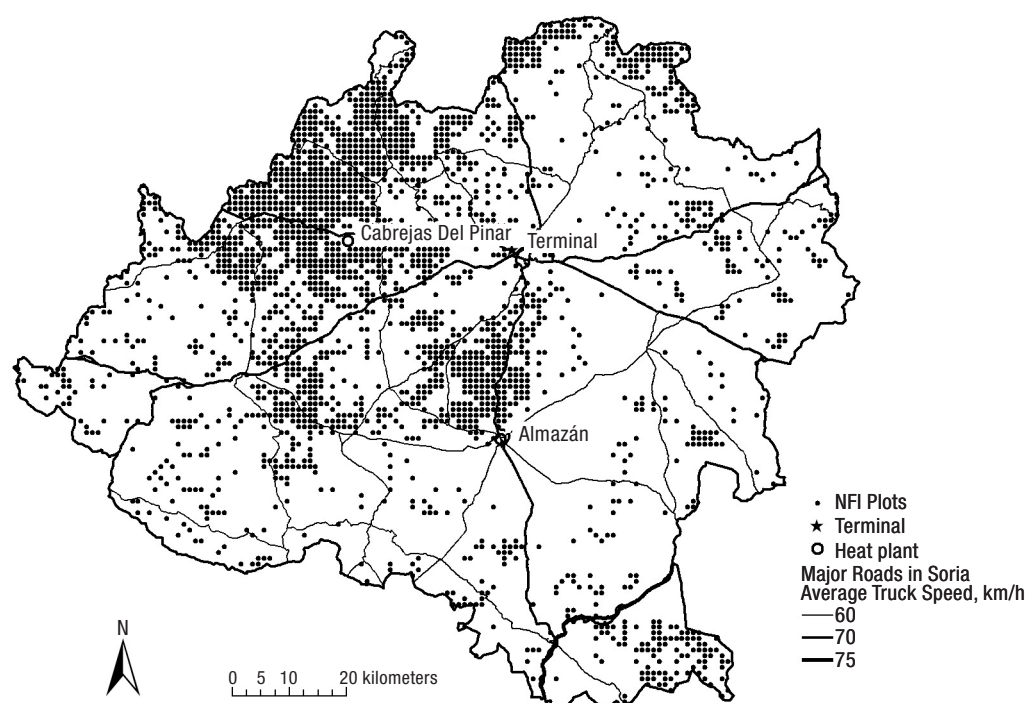 Cabrejas Del Pinar
Terminal
Almazán
N
0 5 10 20 kilometers
NFI Plots
Terminal
Heat plant
Major Roads in Soria
Average Truck Speed, km/h
60
70
75